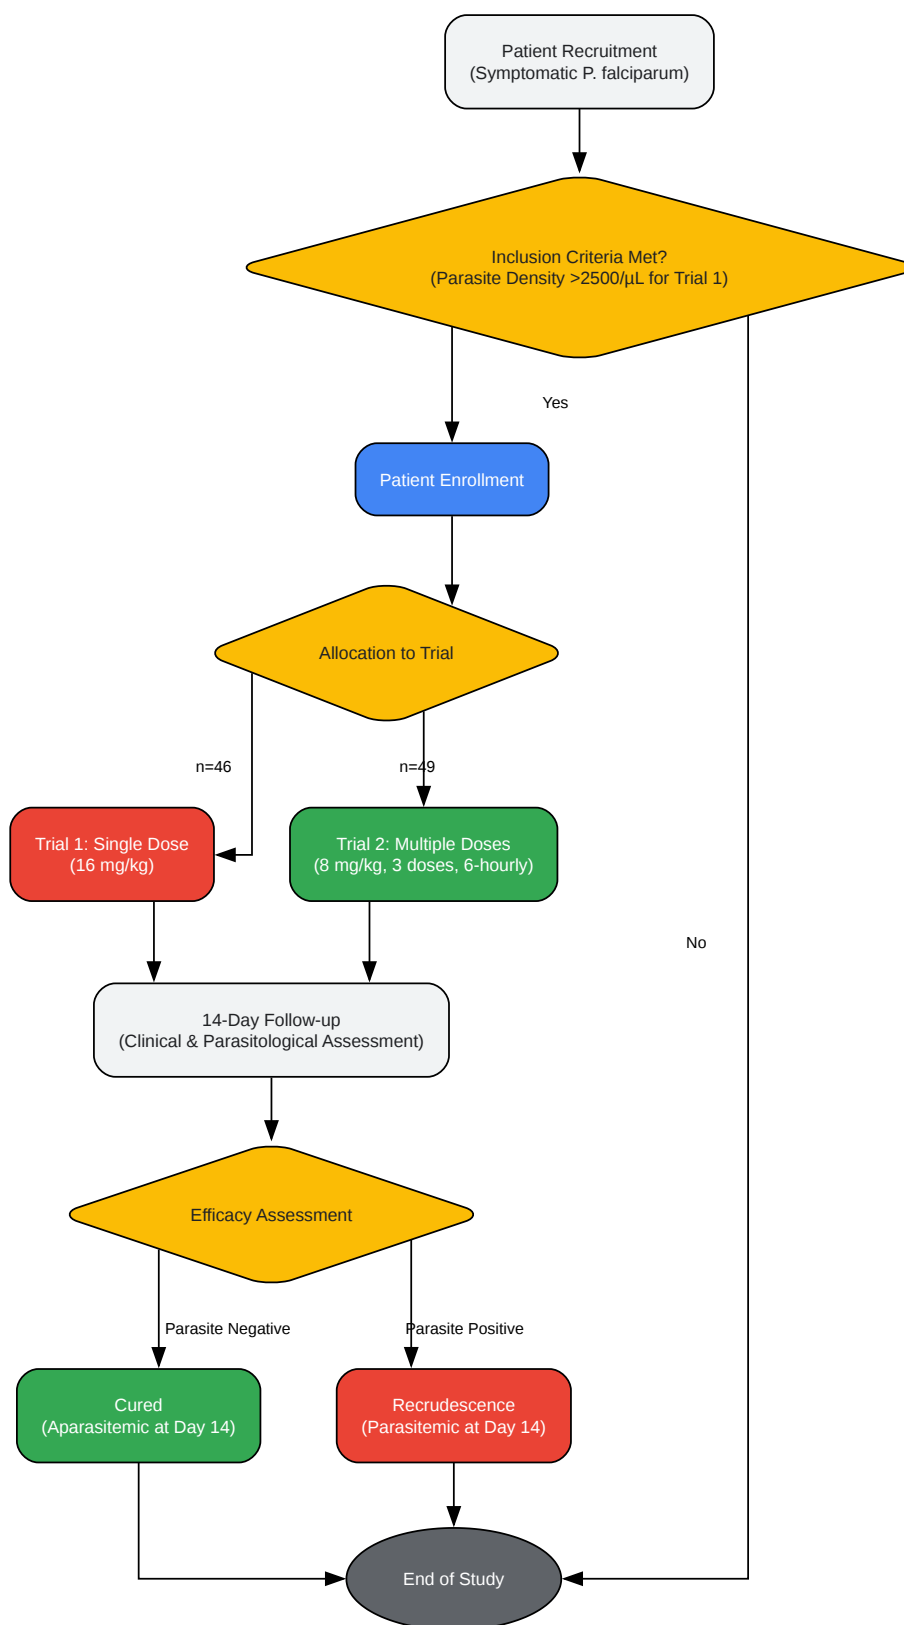 Patient Recruitment
(Symptomatic P. falciparum)
Inclusion Criteria Met?
(Parasite Density >2500/µL for Trial 1)
Yes
Patient Enrollment
Allocation to Trial
n=46
n=49
Trial 1: Single Dose
(16 mg/kg)
Trial 2: Multiple Doses
(8 mg/kg, 3 doses, 6-hourly)
No
14-Day Follow-up
(Clinical & Parasitological Assessment)
Efficacy Assessment
Parasite Negative
Parasite Positive
Cured
(Aparasitemic at Day 14)
Recrudescence
(Parasitemic at Day 14)
End of Study